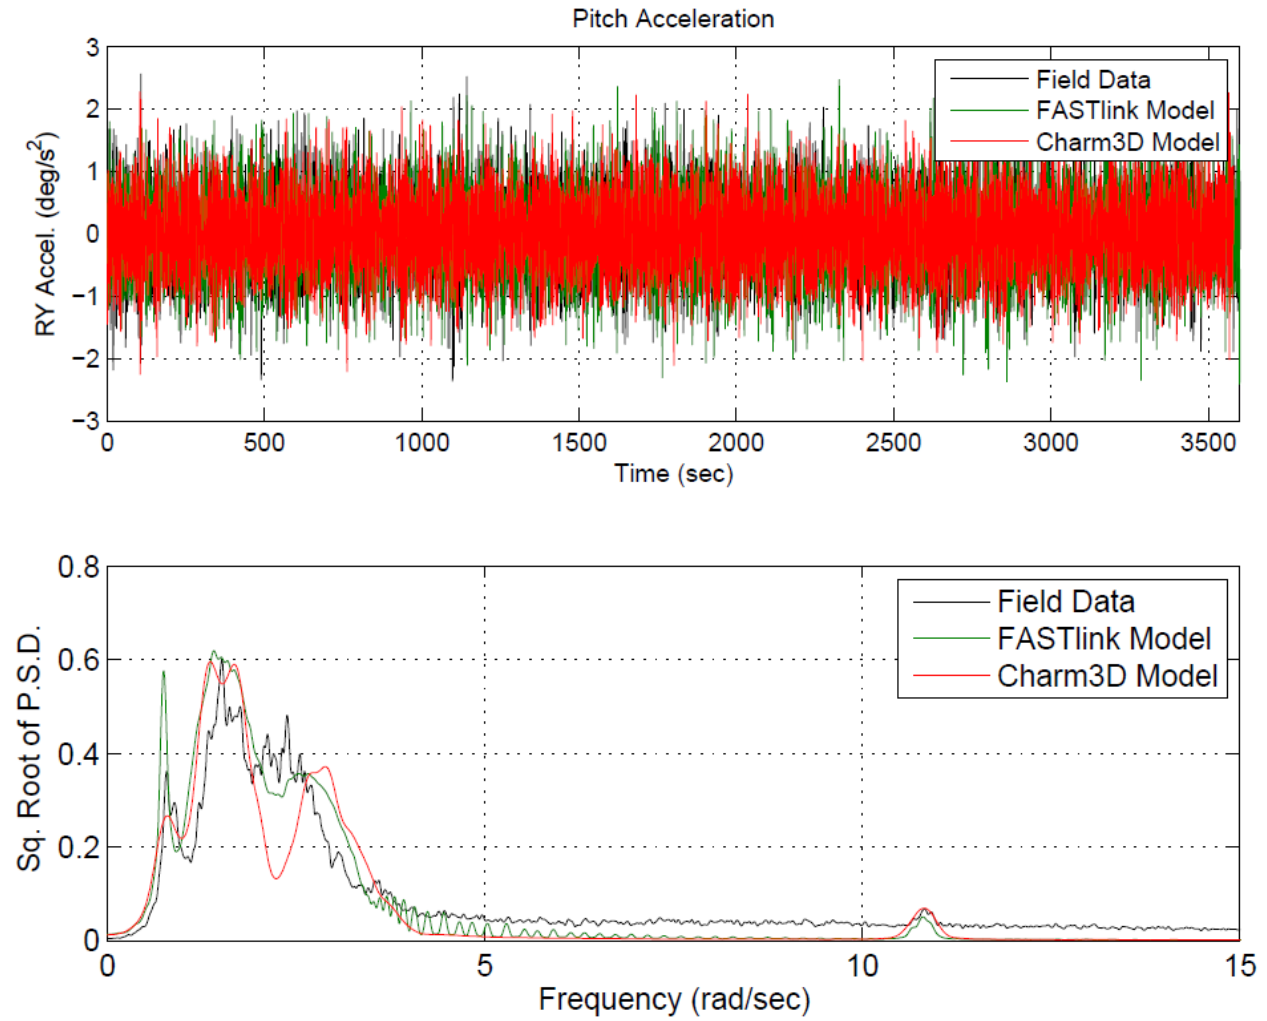 Pitch Acceleration
3
2
1
0
−1
−2
−3
RY Accel. (deg/s²)
Field Data
FASTlink Model
Charm3D Model
0 500 1000 1500 2000 2500 3000 3500
Time (sec)
0.8
0.6
0.4
0.2
0
Sq. Root of P.S.D.
Field Data
FASTlink Model
Charm3D Model
0 5 10 15
Frequency (rad/sec)